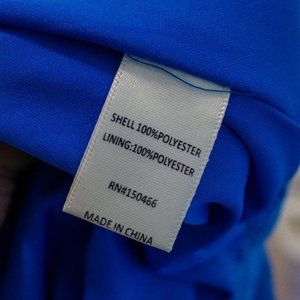 SHELL 100%POLYESTER
LINING:100%POLYESTER
RN#150466
MADE IN CHINA